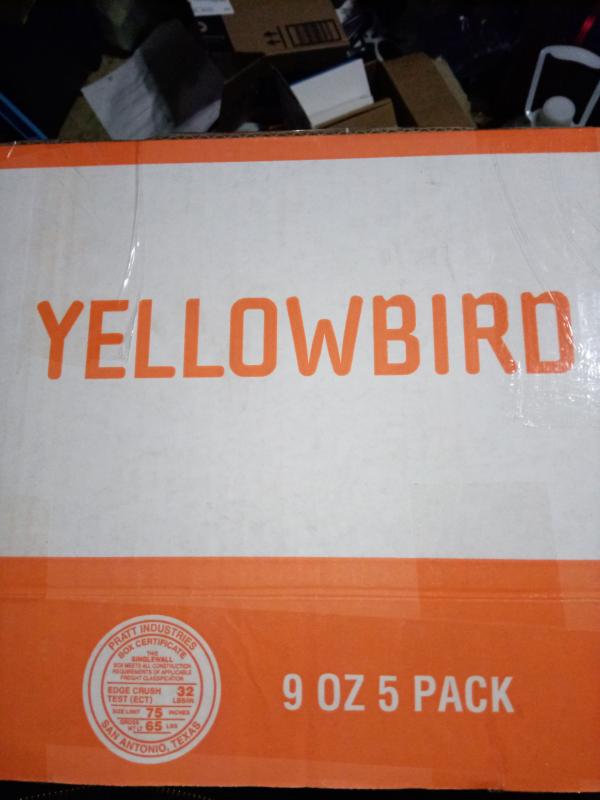 YELLOWBIRD
PRATT INDUSTRIES
BOX CERTIFICATE
THIS
SINGLEWALL
BOX MEETS ALL CONSTRUCTION
REQUIREMENTS OF APPLICABLE
FREIGHT CLASSIFICATION
EDGE CRUSH 32
TEST (ECT) LBS/IN
SIZE LIMIT 75 INCHES
GROSS
WT LT 65 LBS
SAN ANTONIO, TEXAS
9 OZ 5 PACK